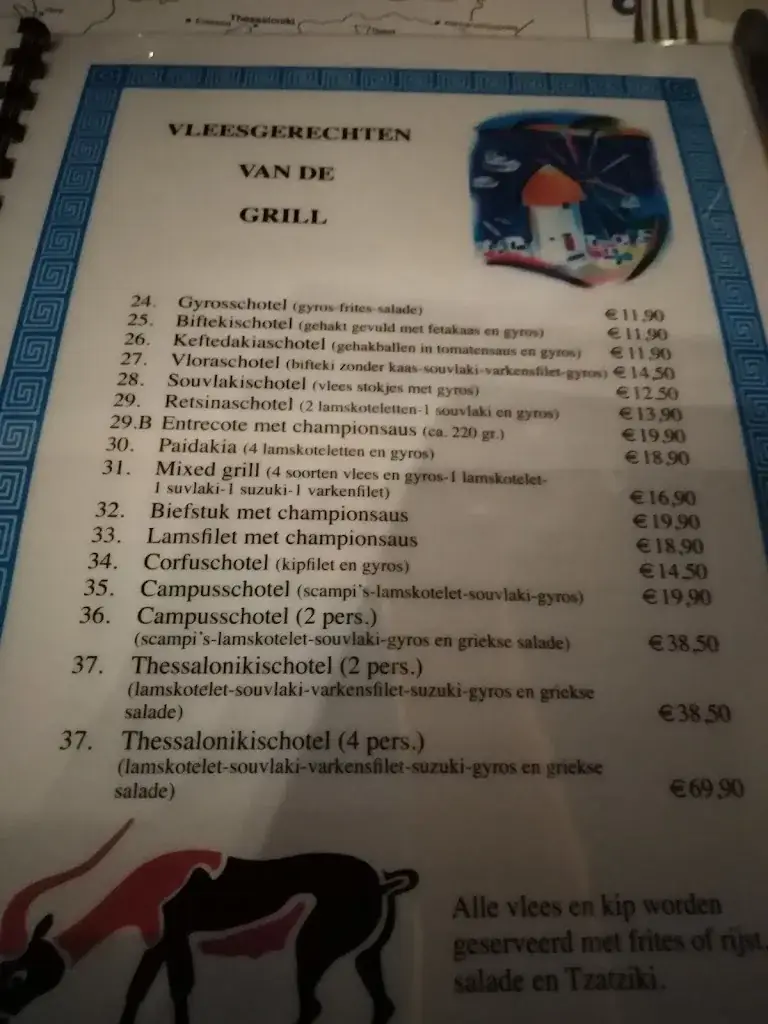 Thessaloniki
VLEESGERECHTEN
VAN DE
GRILL
24. Gyrosschotel (gyros-frites-salade) €11,90
25. Biftekischotel (gehakt gevuld met fetakaas en gyros) €11,90
26. Keftedakiaschotel (gehakballen in tomatensaus en gyros) €11,90
27. Vloraschotel (bifteki zonder kaas-souvlaki-varkensfilet-gyros) €14,50
28. Souvlakischotel (vlees stokjes met gyros) €12,50
29. Retsinaschotel (2 lamskoteletten-1 souvlaki en gyros) €13,90
29.B Entrecote met championsaus (ca. 220 gr.) €19,90
30. Paidakia (4 lamskoteletten en gyros) €18,90
31. Mixed grill (4 soorten vlees en gyros-1 lamskotelet-
1 suvlaki-1 suzuki-1 varkenfilet) €16,90
32. Biefstuk met championsaus €19,90
33. Lamsfilet met championsaus €18,90
34. Corfuschotel (kipfilet en gyros) €14,50
35. Campusschotel (scampi's-lamskotelet-souvlaki-gyros) €19,90
36. Campusschotel (2 pers.)
(scampi's-lamskotelet-souvlaki-gyros en griekse salade) €38,50
37. Thessalonikischotel (2 pers.)
(lamskotelet-souvlaki-varkensfilet-suzuki-gyros en griekse
salade) €38,50
37. Thessalonikischotel (4 pers.)
(lamskotelet-souvlaki-varkensfilet-suzuki-gyros en griekse
salade) €69,90
Alle vlees en kip worden
geserveerd met frites of rijst,
salade en Tzatziki.